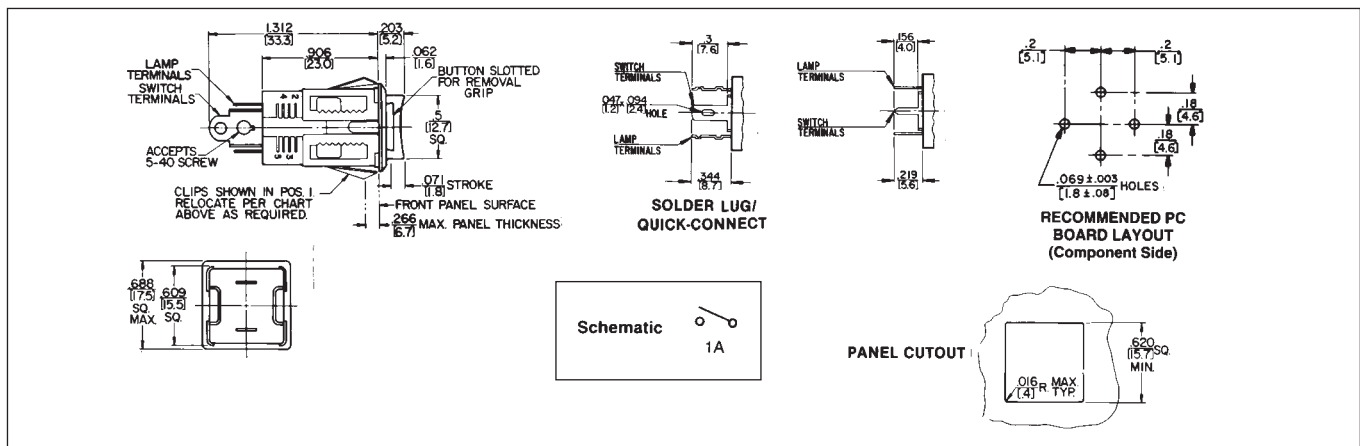 1.312
[33.3]
.203
[5.2]
.906
[23.0]
.062
[1.6]
LAMP
TERMINALS
SWITCH
TERMINALS
BUTTON SLOTTED
FOR REMOVAL
GRIP
2
4
.5
[12.7]
SQ.
ACCEPTS
5-40 SCREW
.071
[1.8] STROKE
CLIPS SHOWN IN POS. 1.
RELOCATE PER CHART
ABOVE AS REQUIRED.
FRONT PANEL SURFACE
.266
[6.7] MAX. PANEL THICKNESS
.3
[7.6]
SWITCH
TERMINALS
.047 .094
[1.2] [2.4] HOLE
LAMP
TERMINALS
.344
[8.7]
SOLDER LUG/
QUICK-CONNECT
.156
[4.0]
LAMP
TERMINALS
SWITCH
TERMINALS
.219
[5.6]
.2
[5.1]
.2
[5.1]
.18
[4.6]
.18
[4.6]
.069 ±.003
[1.8 ±.08] HOLES
RECOMMENDED PC
BOARD LAYOUT
(Component Side)
.688
[17.5]
SQ.
MAX.
.609
[15.5]
SQ.
Schematic
1A
PANEL CUTOUT
.620
[15.7] SQ.
MIN.
.016
[.4] R. MAX.
TYP.